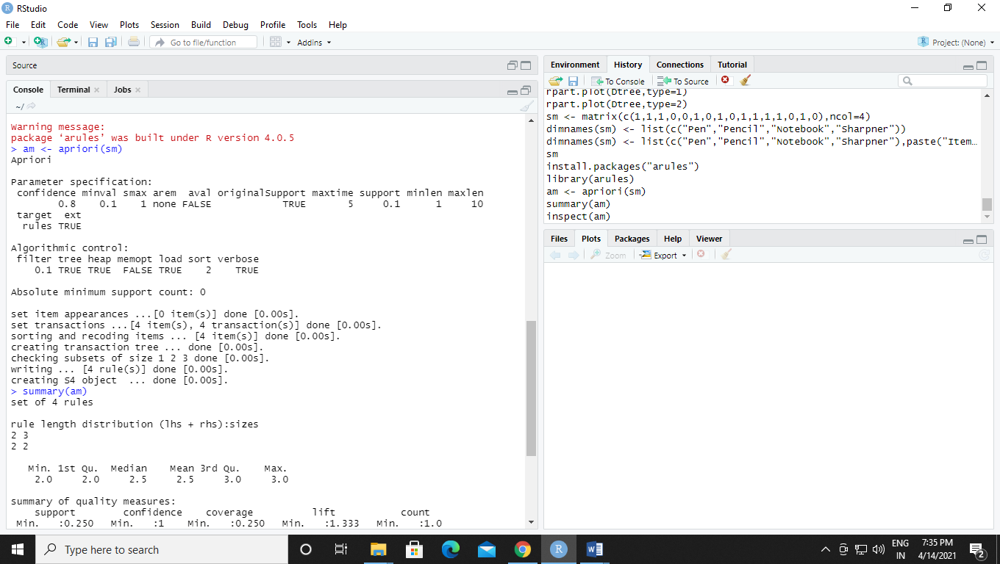 RStudio
File Edit Code View Plots Session Build Debug Profile Tools Help
Go to file/function Addins Project: (None)
Source
Console Terminal Jobs
~/
Warning message:
package ‘arules’ was built under R version 4.0.5
> am <- apriori(sm)
Apriori
Parameter specification:
confidence minval smax arem aval originalSupport maxtime support minlen maxlen
0.8 0.1 1 none FALSE TRUE 5 0.1 1 10
target ext
rules TRUE
Algorithmic control:
filter tree heap memopt load sort verbose
0.1 TRUE TRUE FALSE TRUE 2 TRUE
Absolute minimum support count: 0
set item appearances ...[0 item(s)] done [0.00s].
set transactions ...[4 item(s), 4 transaction(s)] done [0.00s].
sorting and recoding items ... [4 item(s)] done [0.00s].
creating transaction tree ... done [0.00s].
checking subsets of size 1 2 3 done [0.00s].
writing ... [4 rule(s)] done [0.00s].
creating S4 object ... done [0.00s].
> summary(am)
set of 4 rules
rule length distribution (lhs + rhs):sizes
2 3
2 2
Min. 1st Qu. Median Mean 3rd Qu. Max.
2.0 2.0 2.5 2.5 3.0 3.0
summary of quality measures:
support confidence coverage lift count
Min. :0.250 Min. :1 Min. :0.250 Min. :1.333 Min. :1.0
Environment History Connections Tutorial
To Console To Source
rpart.plot(Dtree,type=1)
rpart.plot(Dtree,type=2)
sm <- matrix(c(1,1,1,0,0,1,0,1,0,1,1,1,1,0,1,0),ncol=4)
dimnames(sm) <- list(c("Pen","Pencil","Notebook","Sharpner"))
dimnames(sm) <- list(c("Pen","Pencil","Notebook","Sharpner"),paste("Item…
sm
install.packages("arules")
library(arules)
am <- apriori(sm)
summary(am)
inspect(am)
Files Plots Packages Help Viewer
Zoom Export
Type here to search
R
W
ENG
IN
7:35 PM
4/14/2021
2